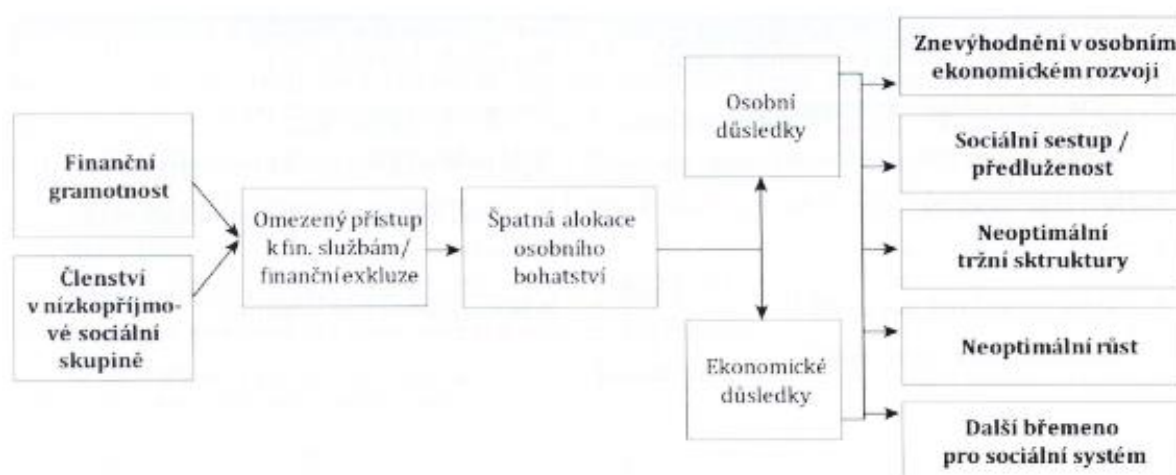 Finanční
gramotnost
Členství
v nízkopříjmo-
vé sociální
skupině
Omezený přístup
k fin. službám/
finanční exkluze
Špatná alokace
osobního
bohatství
Osobní
důsledky
Ekonomické
důsledky
Znevýhodnění v osobním
ekonomickém rozvoji
Sociální sestup /
předluženost
Neoptimální
tržní sktruktury
Neoptimální růst
Další břemeno
pro sociální systém